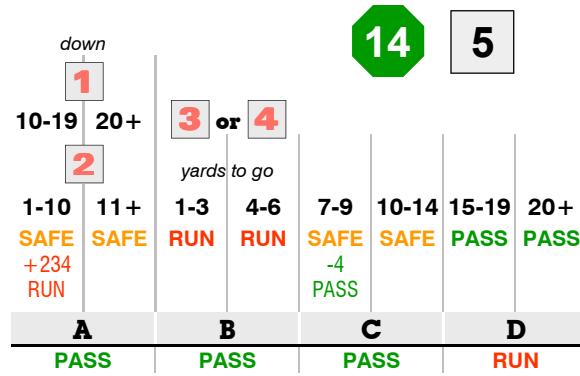 14 5
down
1
10-19 20+ 3 or 4
2 yards to go
1-10 11+ 1-3 4-6 7-9 10-14 15-19 20+
SAFE SAFE RUN RUN SAFE SAFE PASS PASS
+234 -4
RUN PASS
A B C D
PASS PASS PASS RUN